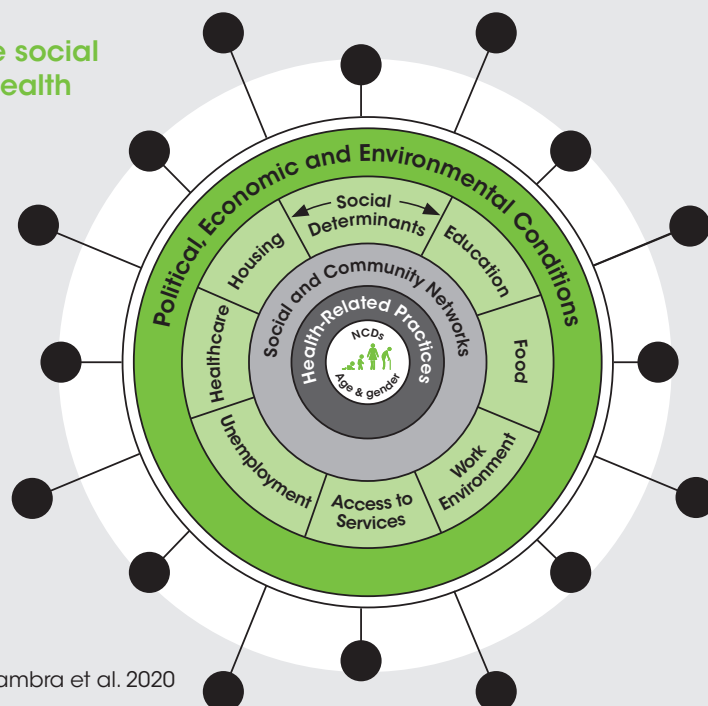 e social
ealth
Political, Economic and Environmental Conditions
Social
Determinants
Education
Food
Work
Environment
Access to
Services
Unemployment
Healthcare
Housing
Social and Community Networks
Health-Related Practices
NCDs
Age & gender
ambra et al. 2020